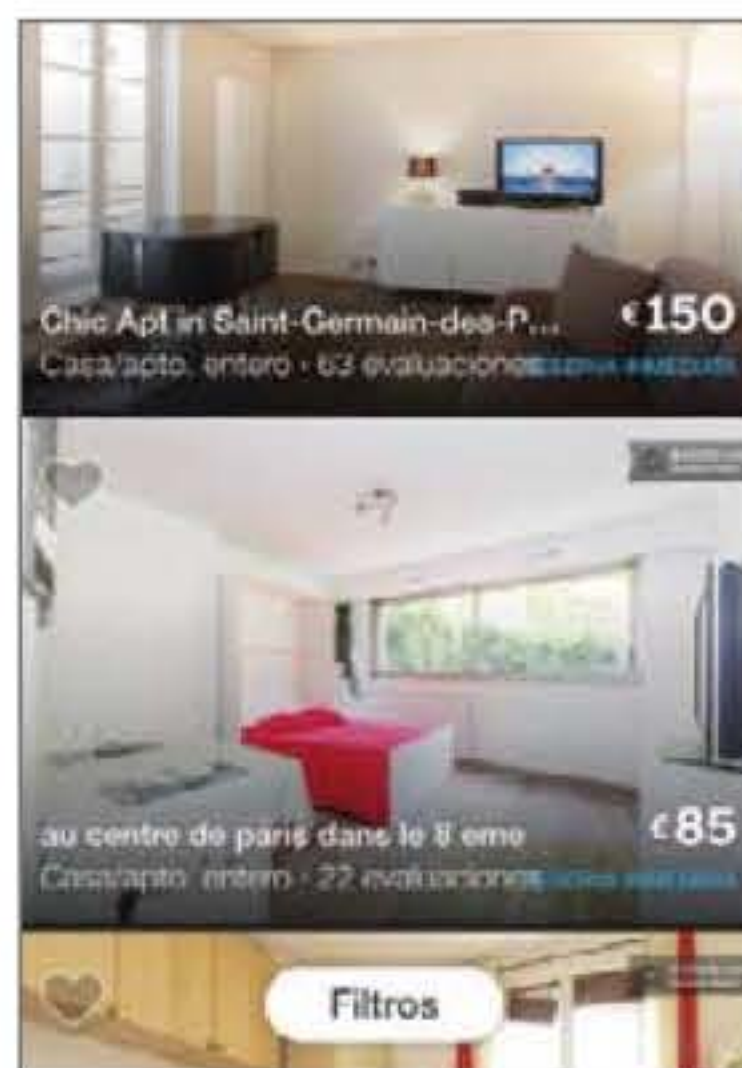 Chic Apt in Saint-Germain-des-P...
€150
Casa/apto. entero · 63 evaluaciones
au centre de paris dans le 8 eme
€85
Casa/apto. entero · 22 evaluaciones
Filtros